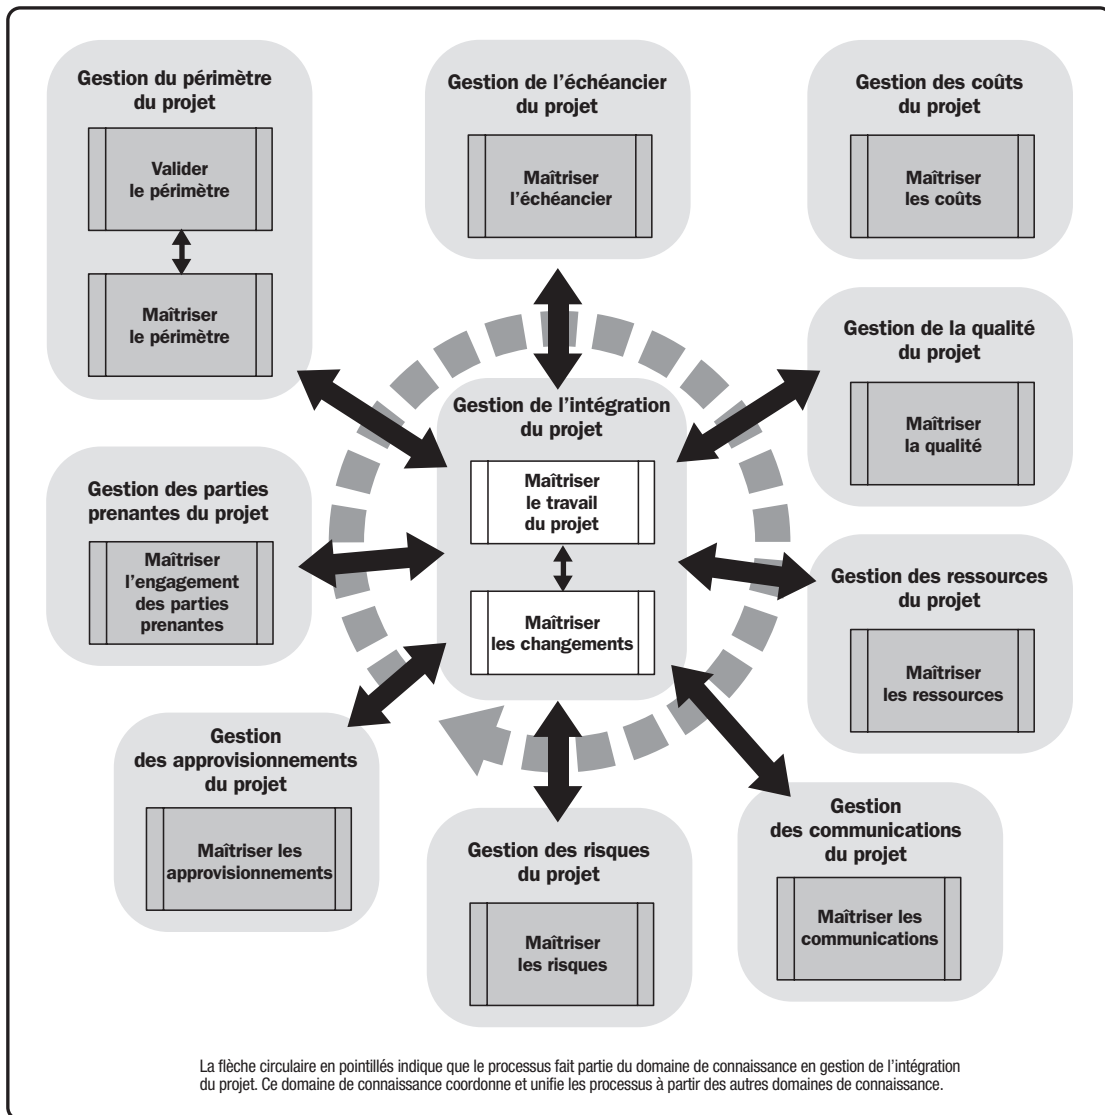 Gestion du périmètre
du projet
Valider
le périmètre
Maîtriser
le périmètre
Gestion de l'échéancier
du projet
Maîtriser
l'échéancier
Gestion des coûts
du projet
Maîtriser
les coûts
Gestion de la qualité
du projet
Maîtriser
la qualité
Gestion de l'intégration
du projet
Maîtriser
le travail
du projet
Maîtriser
les changements
Gestion des parties
prenantes du projet
Maîtriser
l'engagement
des parties
prenantes
Gestion des ressources
du projet
Maîtriser
les ressources
Gestion
des approvisionnements
du projet
Maîtriser les
approvisionnements
Gestion des risques
du projet
Maîtriser
les risques
Gestion
des communications
du projet
Maîtriser les
communications
La flèche circulaire en pointillés indique que le processus fait partie du domaine de connaissance en gestion de l'intégration
du projet. Ce domaine de connaissance coordonne et unifie les processus à partir des autres domaines de connaissance.